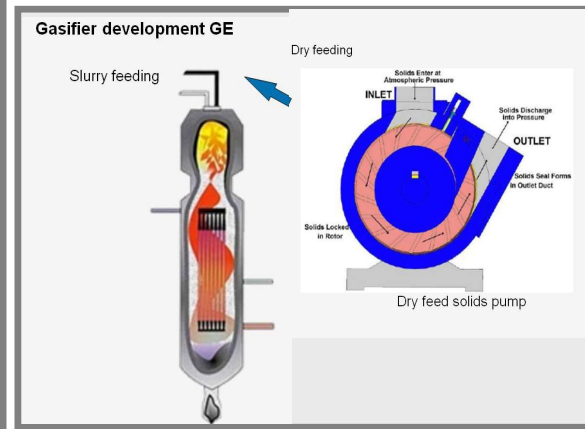 Gasifier development GE
Slurry feeding
Dry feeding
Solids Enter at
Atmospheric Pressure
INLET
Solids Discharge
into Pressure
OUTLET
Solids Seal Forms
in Outlet Duct
Solids Locked
in Rotor
Dry feed solids pump